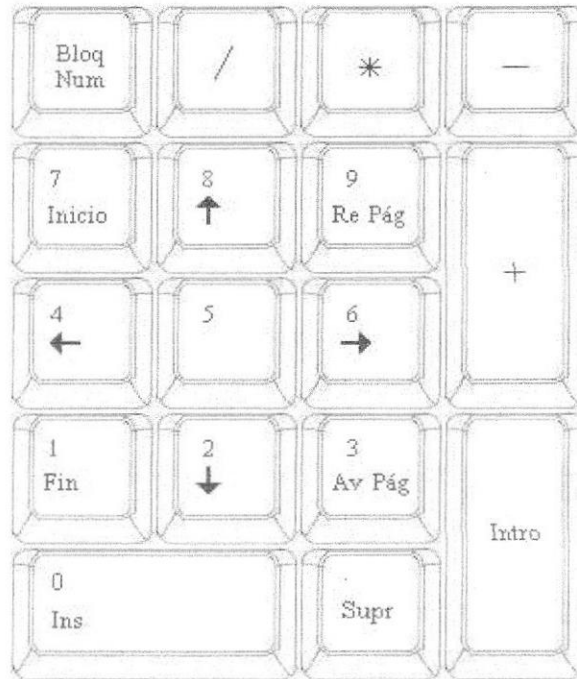 Bloq
Num
/
*
—
7
Inicio
8
↑
9
Re Pág
+
4
←
5
6
→
1
Fin
2
↓
3
Av Pág
Intro
0
Ins
Supr